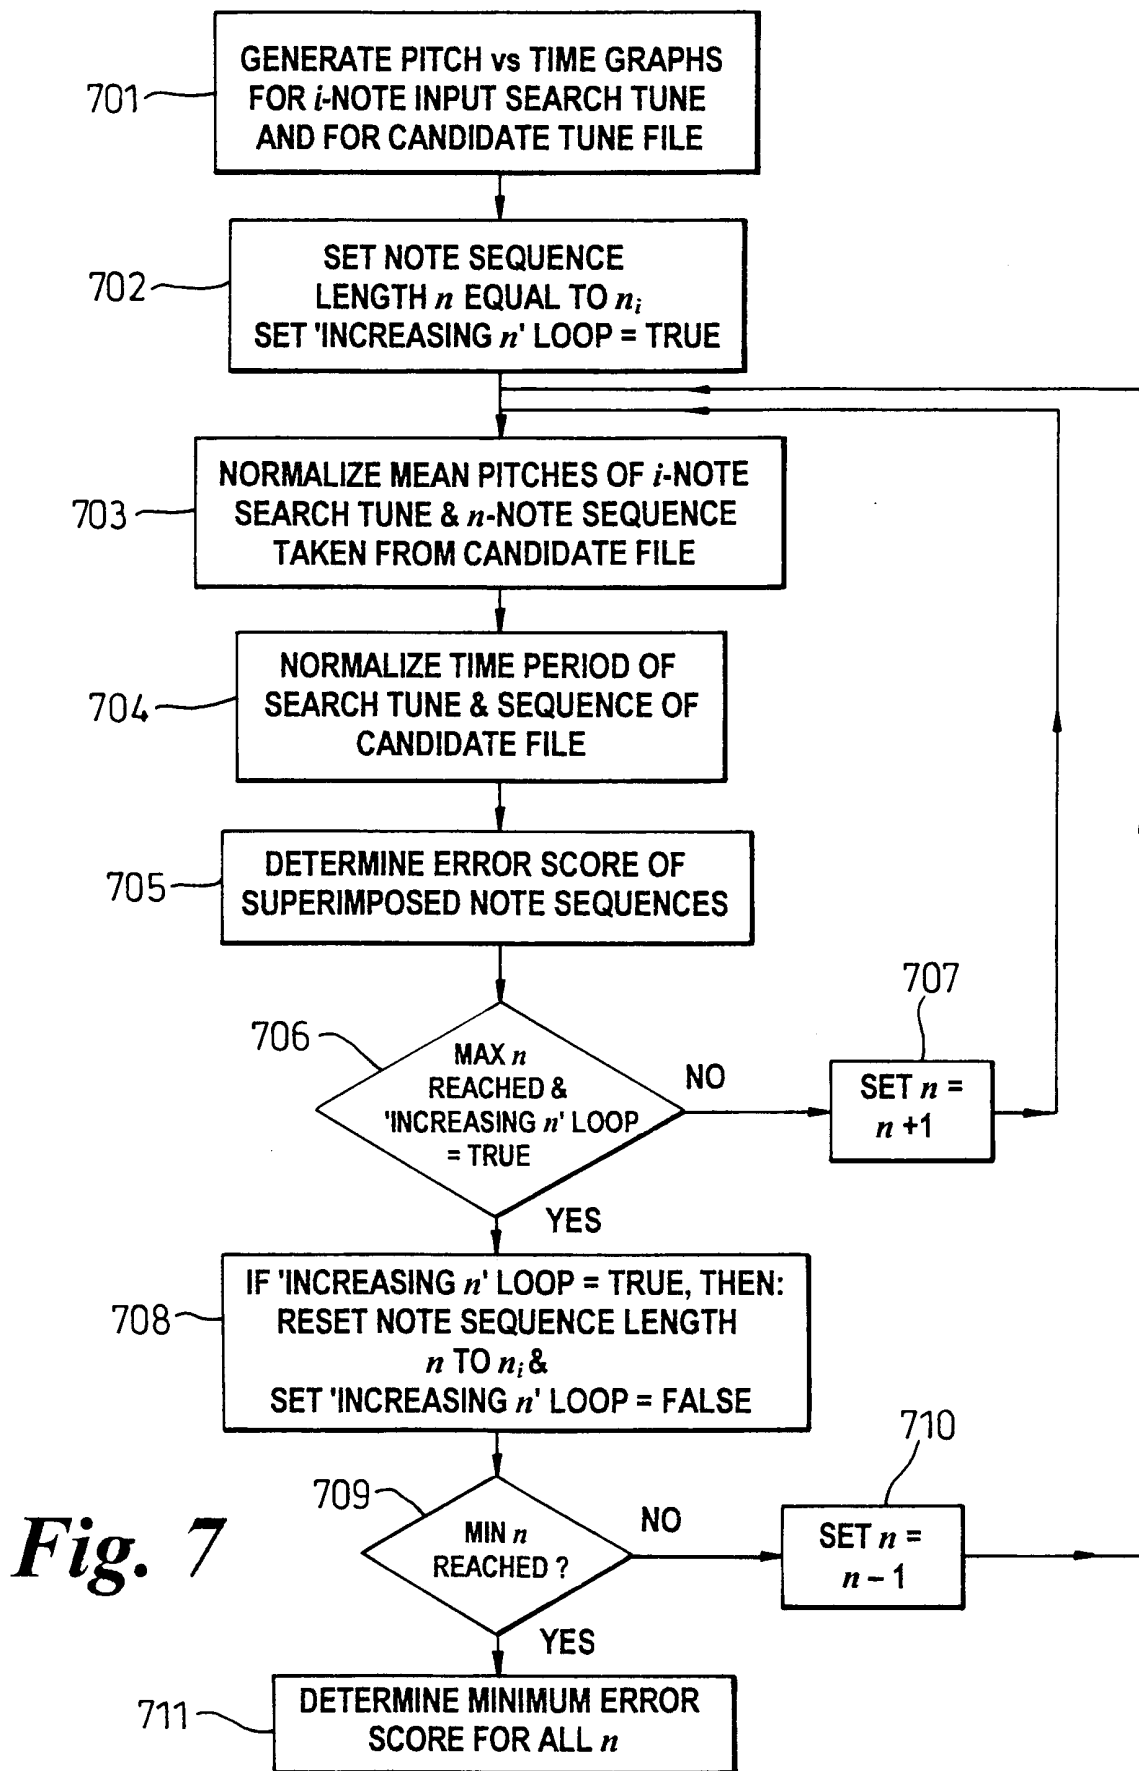 GENERATE PITCH vs TIME GRAPHS
FOR i-NOTE INPUT SEARCH TUNE
AND FOR CANDIDATE TUNE FILE
701
SET NOTE SEQUENCE
LENGTH n EQUAL TO ni
SET 'INCREASING n' LOOP = TRUE
702
NORMALIZE MEAN PITCHES OF i-NOTE
SEARCH TUNE & n-NOTE SEQUENCE
TAKEN FROM CANDIDATE FILE
703
NORMALIZE TIME PERIOD OF
SEARCH TUNE & SEQUENCE OF
CANDIDATE FILE
704
DETERMINE ERROR SCORE OF
SUPERIMPOSED NOTE SEQUENCES
705
706
MAX n
REACHED &
'INCREASING n' LOOP
= TRUE
NO
707
SET n =
n +1
YES
IF 'INCREASING n' LOOP = TRUE, THEN:
RESET NOTE SEQUENCE LENGTH
n TO ni &
SET 'INCREASING n' LOOP = FALSE
708
709
MIN n
REACHED ?
NO
710
SET n =
n – 1
YES
DETERMINE MINIMUM ERROR
SCORE FOR ALL n
711
Fig. 7